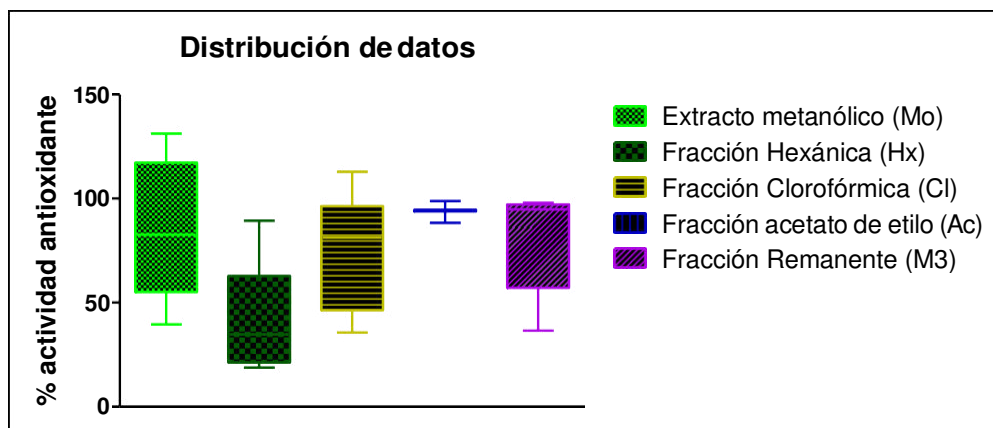 Distribución de datos
% actividad antioxidante
150
100
50
0
Extracto metanólico (Mo)
Fracción Hexánica (Hx)
Fracción Clorofórmica (Cl)
Fracción acetato de etilo (Ac)
Fracción Remanente (M3)